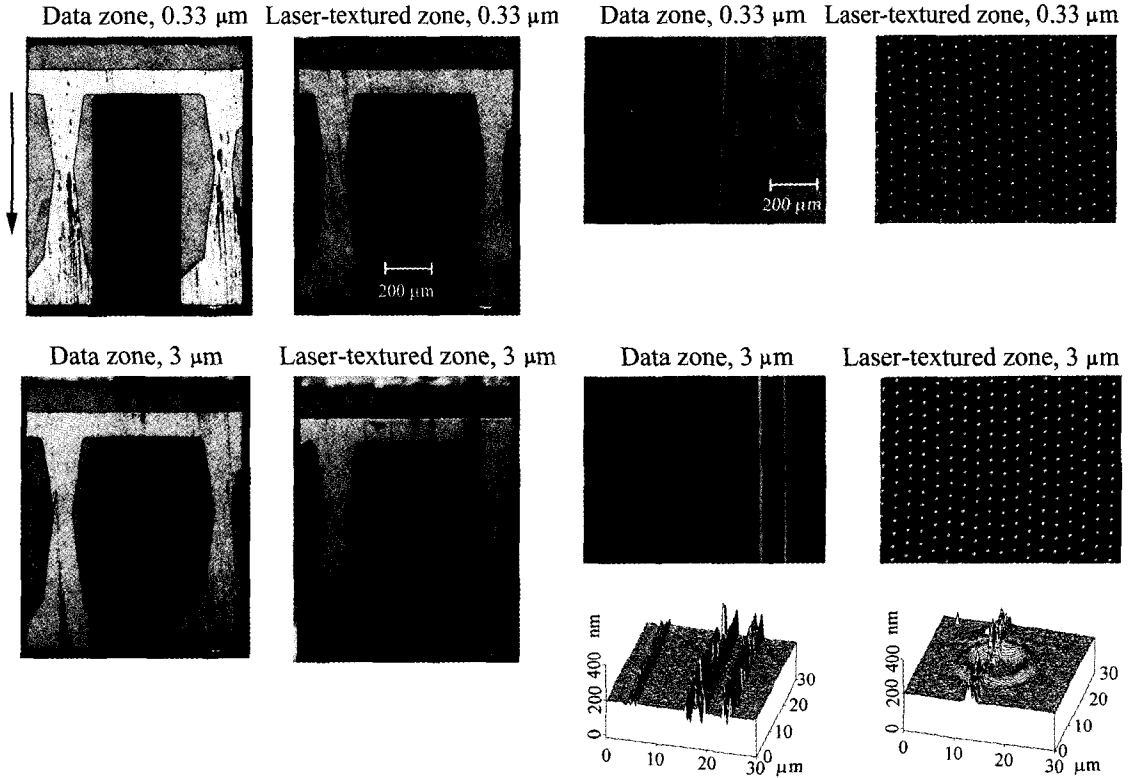 Data zone, 0.33 μm
Laser-textured zone, 0.33 μm
Data zone, 0.33 μm
Laser-textured zone, 0.33 μm
200 μm
200 μm
Data zone, 3 μm
Laser-textured zone, 3 μm
Data zone, 3 μm
Laser-textured zone, 3 μm
nm
400
200
0
0
10
20
30
μm
0
10
20
30
nm
400
200
0
0
10
20
30
μm
0
10
20
30